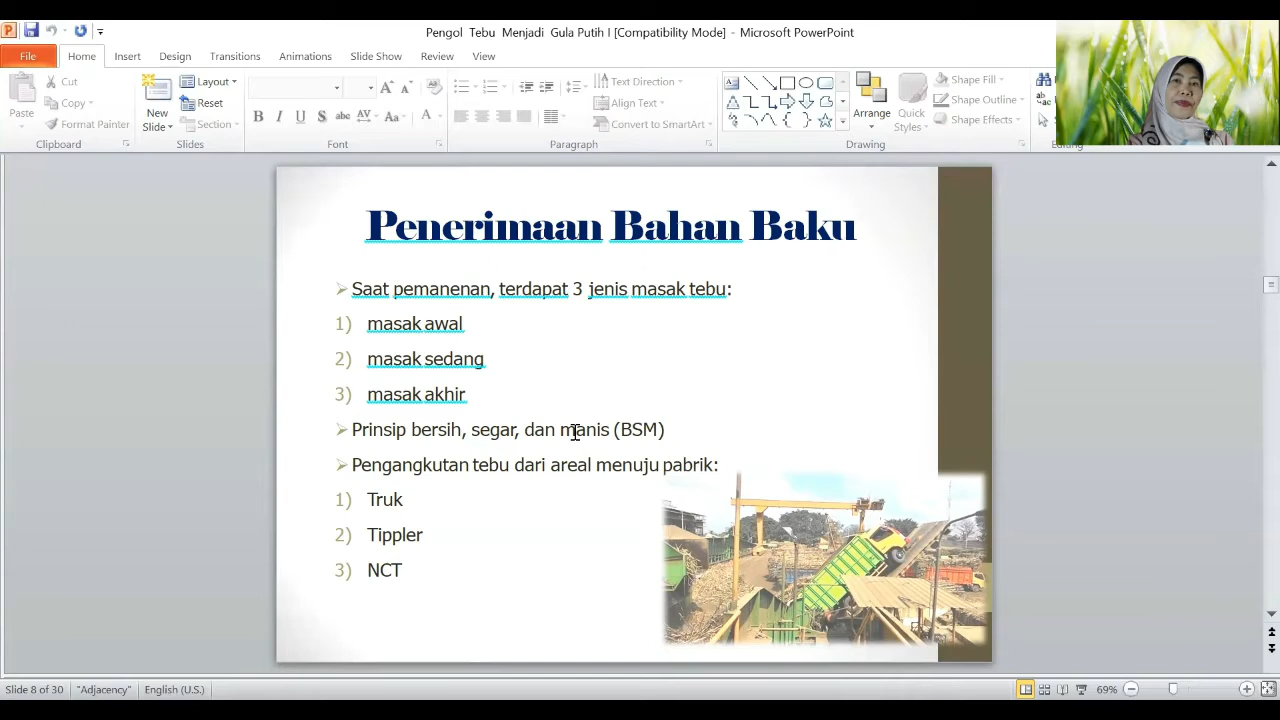 Pengol Tebu Menjadi Gula Putih I [Compatibility Mode] - Microsoft PowerPoint
File Home Insert Design Transitions Animations Slide Show Review View
Paste
Cut
Copy
Format Painter
Clipboard
New Slide
Layout
Reset
Section
Slides
Font
Text Direction
Align Text
Convert to SmartArt
Paragraph
Arrange
Quick Styles
Shape Fill
Shape Outline
Shape Effects
Drawing
Editing
Penerimaan Bahan Baku
Saat pemanenan, terdapat 3 jenis masak tebu:
1) masak awal
2) masak sedang
3) masak akhir
Prinsip bersih, segar, dan manis (BSM)
Pengangkutan tebu dari areal menuju pabrik:
1) Truk
2) Tippler
3) NCT
Slide 8 of 30 "Adjacency" English (U.S.) 69%